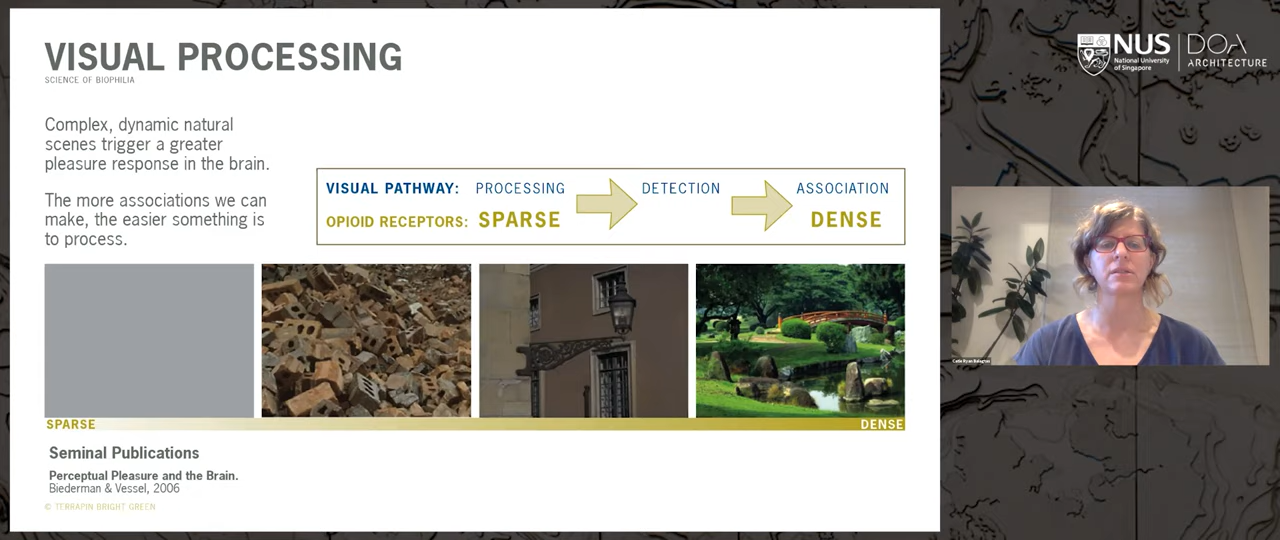 VISUAL PROCESSING
SCIENCE OF BIOPHILIA
Complex, dynamic natural
scenes trigger a greater
pleasure response in the brain.
The more associations we can
make, the easier something is
to process.
VISUAL PATHWAY: PROCESSING DETECTION ASSOCIATION
OPIOID RECEPTORS: SPARSE DENSE
SPARSE DENSE
Seminal Publications
Perceptual Pleasure and the Brain.
Biederman & Vessel, 2006
© TERRAPIN BRIGHT GREEN
NUS
National University
of Singapore
DOA
ARCHITECTURE